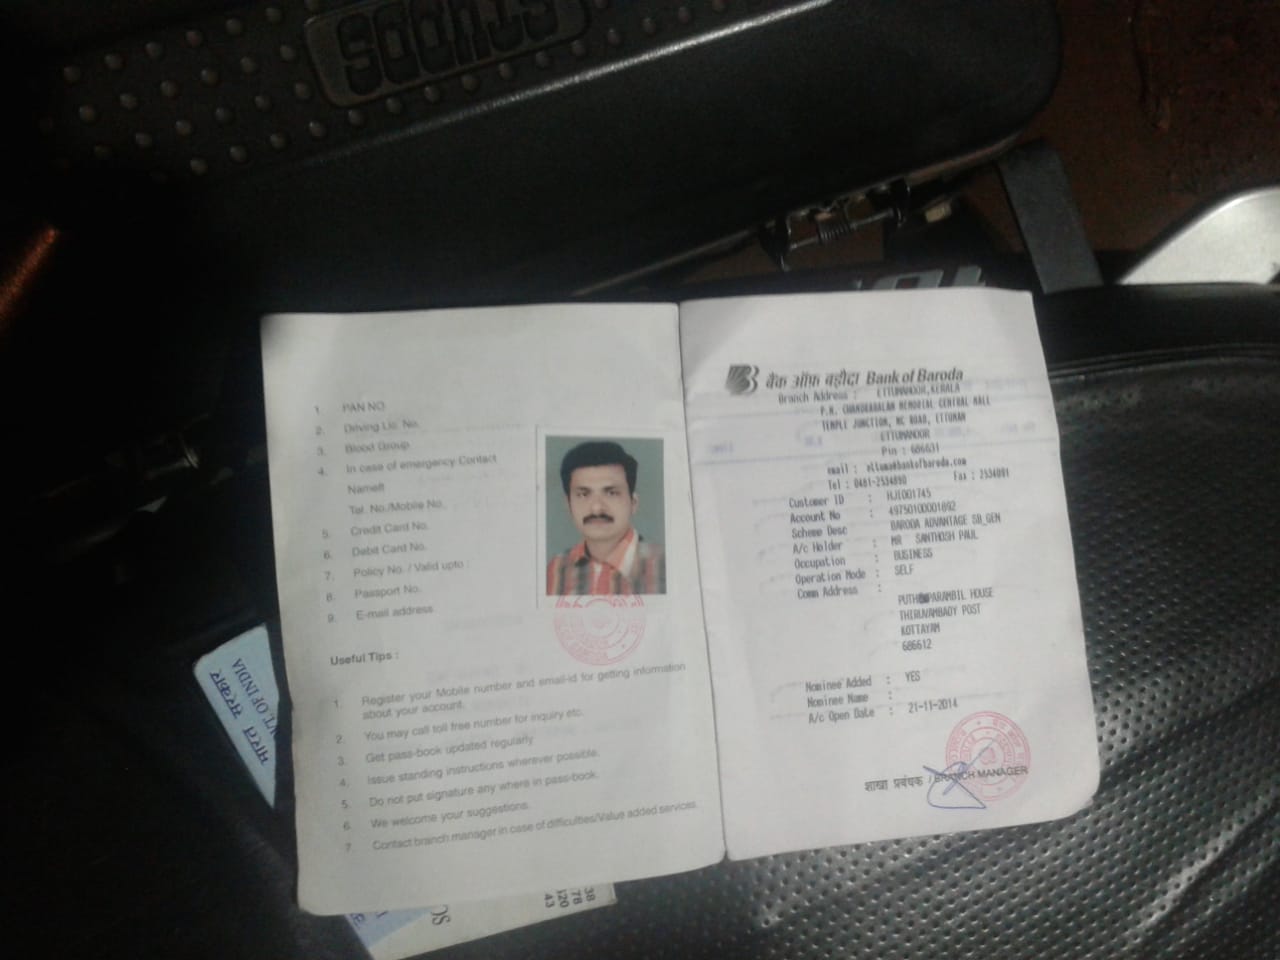 STUDDS
1. PAN NO
2. Driving Lic. No.
3. Blood Group
4. In case of emergency Contact
Name
Tel. No./Mobile No.
5. Credit Card No.
6. Debit Card No.
7. Policy No. / Valid upto :
8. Passport No.
9. E-mail address
Useful Tips :
1. Register your Mobile number and email-id for getting information
about your account.
2. You may call toll free number for inquiry etc.
3. Get pass-book updated regularly
4. Issue standing instructions wherever possible.
5. Do not put signature any where in pass-book.
6. We welcome your suggestions.
7. Contact branch manager in case of difficulties/Value added services.
बैंक ऑफ़ बड़ौदा Bank of Baroda
Branch Address : ETTUMANOOR, KERALA
P.N. MEMORIAL CENTRAL HALL
TEMPLE JUNCTION, MC ROAD, ETTUMAN
ETTUMANOOR
Pin : 686631
email : ettuma@bankofbaroda.com
Tel : 0481-2534890 Fax : 2534891
Customer ID : HJI001745
Account No : 49750100001892
Scheme Desc BARODA ADVANTAGE SB_GEN
A/c Holder : MR SANTHOSH PAUL
Occupation : BUSINESS
Operation Mode : SELF
Comm Address :
PARAMBIL HOUSE
THIRUVAMBADY POST
KOTTAYAM
686612
Nominee Added : YES
Nominee Name :
A/c Open Date : 21-11-2014
शाखा प्रबंधक / BRANCH MANAGER
भारत सरकार
GOVT. OF INDIA